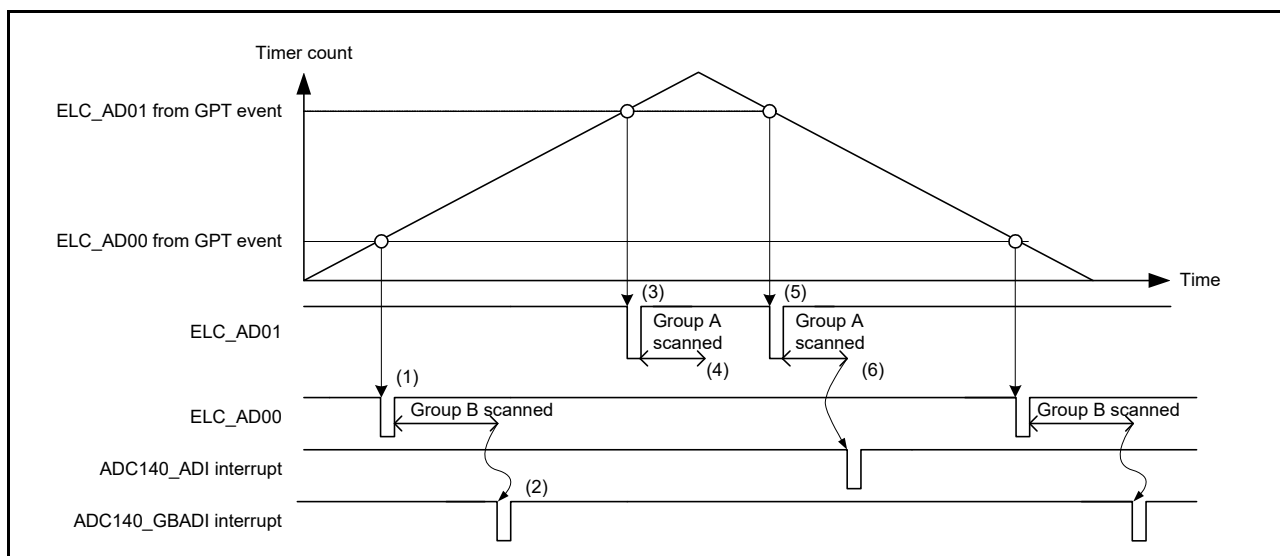 Timer count
ELC_AD01 from GPT event
ELC_AD00 from GPT event
Time
(3)
(5)
Group A
scanned
Group A
scanned
ELC_AD01
(4)
(6)
(1)
Group B scanned
Group B scanned
ELC_AD00
ADC140_ADI interrupt
(2)
ADC140_GBADI interrupt